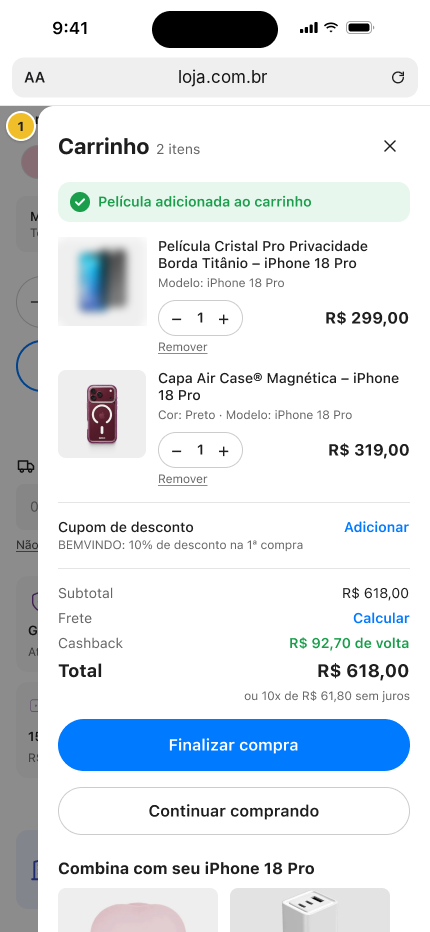 9:41
AA
loja.com.br
1
Carrinho 2 itens
Película adicionada ao carrinho
Película Cristal Pro Privacidade
Borda Titânio – iPhone 18 Pro
Modelo: iPhone 18 Pro
− 1 +
R$ 299,00
Remover
Capa Air Case® Magnética – iPhone
18 Pro
Cor: Preto · Modelo: iPhone 18 Pro
− 1 +
R$ 319,00
Remover
Não
Cupom de desconto
Adicionar
BEMVINDO: 10% de desconto na 1ª compra
Subtotal
R$ 618,00
Frete
Calcular
Cashback
R$ 92,70 de volta
Total
R$ 618,00
ou 10x de R$ 61,80 sem juros
Finalizar compra
Continuar comprando
Combina com seu iPhone 18 Pro